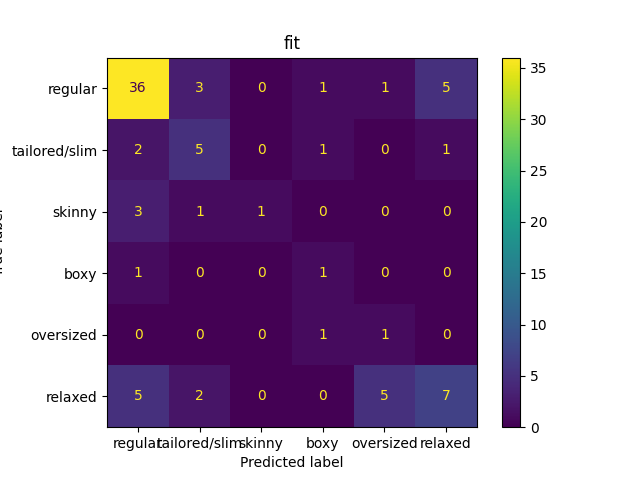 fit
regular 36 3 0 1 1 5
tailored/slim 2 5 0 1 0 1
skinny 3 1 1 0 0 0
boxy 1 0 0 1 0 0
oversized 0 0 0 1 1 0
relaxed 5 2 0 0 5 7
regular tailored/slim skinny boxy oversized relaxed
Predicted label
35
30
25
20
15
10
5
0